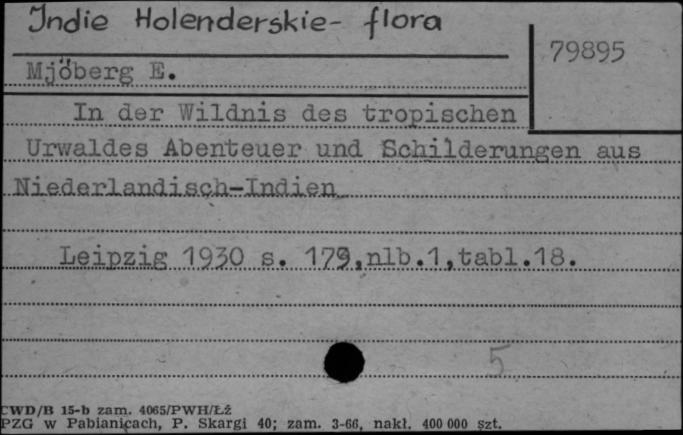 Indie Holenderskie- flora
79895
Mjöberg E.
In der Wildnis des tropischen
Urwaldes Abenteuer und Schilderungen aus
Niederlandisch-Indien
Leipzig 1930 s. 179,nlb.1,tabl.18.
5
CWD/B 15-b zam. 4065/PWH/Łż
PZG w Pabianicach, P. Skargi 40; zam. 3-66, nakł. 400 000 szt.